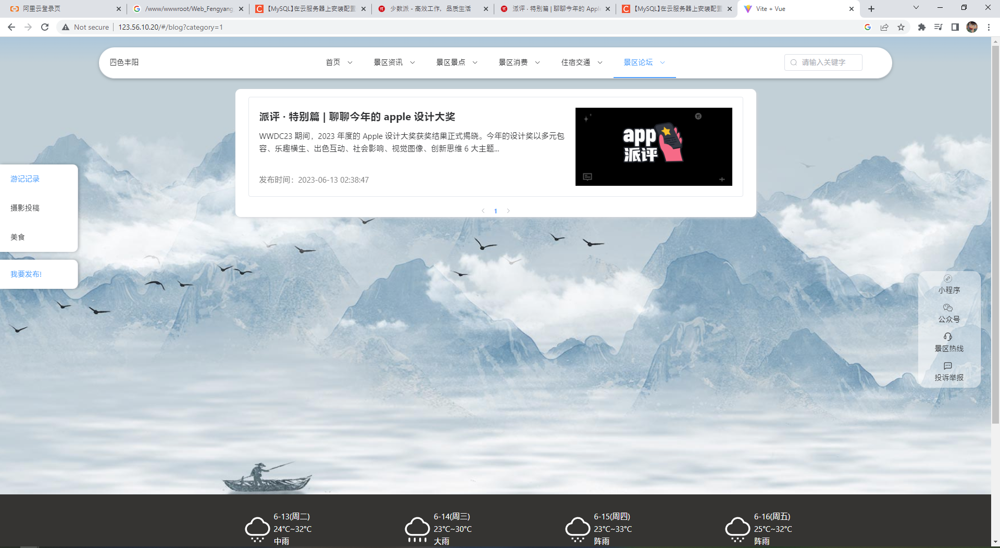 阿里云登录页
/www/wwwroot/Web_Fengyang
【MySQL】在云服务器上安装配置
少数派 - 高效工作, 品质生活
派评 · 特别篇 | 聊聊今年的 Apple
【MySQL】在云服务器上安装配置
Vite + Vue
Not secure
123.56.10.20/#/blog?category=1
四色丰阳
首页
景区资讯
景区景点
景区消费
住宿交通
景区论坛
请输入关键字
派评 · 特别篇 | 聊聊今年的 apple 设计大奖
WWDC23 期间，2023 年度的 Apple 设计大奖获奖结果正式揭晓。今年的设计奖以多元包
容、乐趣横生、出色互动、社会影响、视觉图像、创新思维 6 大主题...
发布时间：2023-06-13 02:38:47
app
派评
1
游记记录
摄影投稿
美食
我要发布!
小程序
公众号
景区热线
投诉举报
6-13(周二)
24°C~32°C
中雨
6-14(周三)
23°C~30°C
大雨
6-15(周四)
23°C~33°C
阵雨
6-16(周五)
25°C~32°C
阵雨